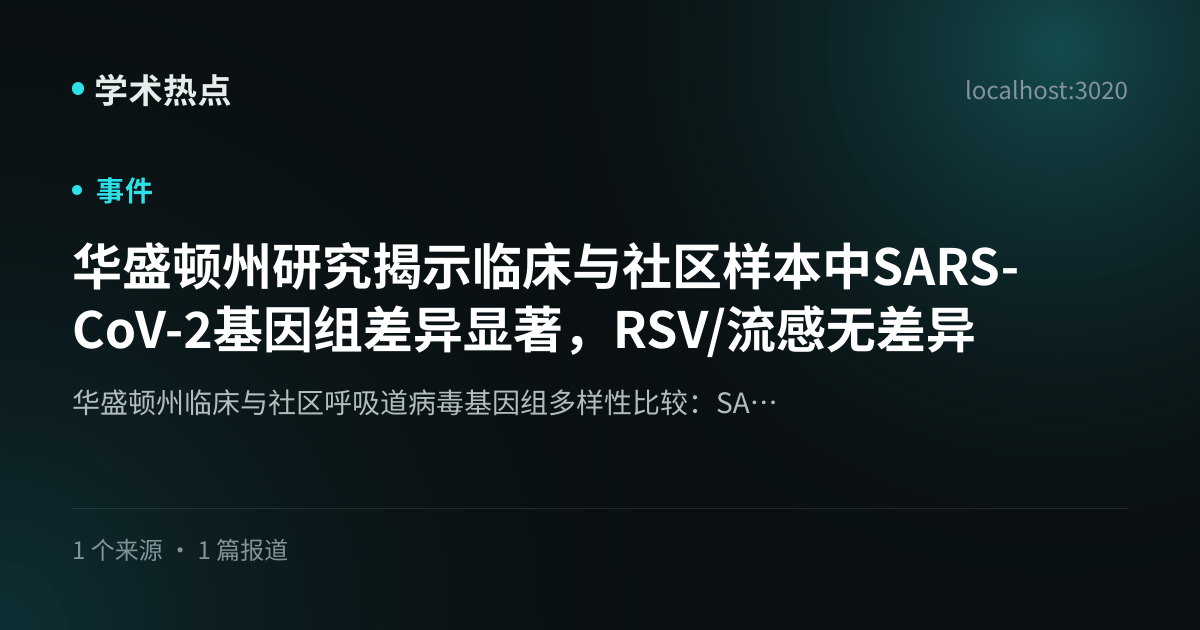 学术热点
localhost:3020
事件
华盛顿州研究揭示临床与社区样本中SARS-
CoV-2基因组差异显著，RSV/流感无差异
华盛顿州临床与社区呼吸道病毒基因组多样性比较：SA…
1 个来源 · 1 篇报道